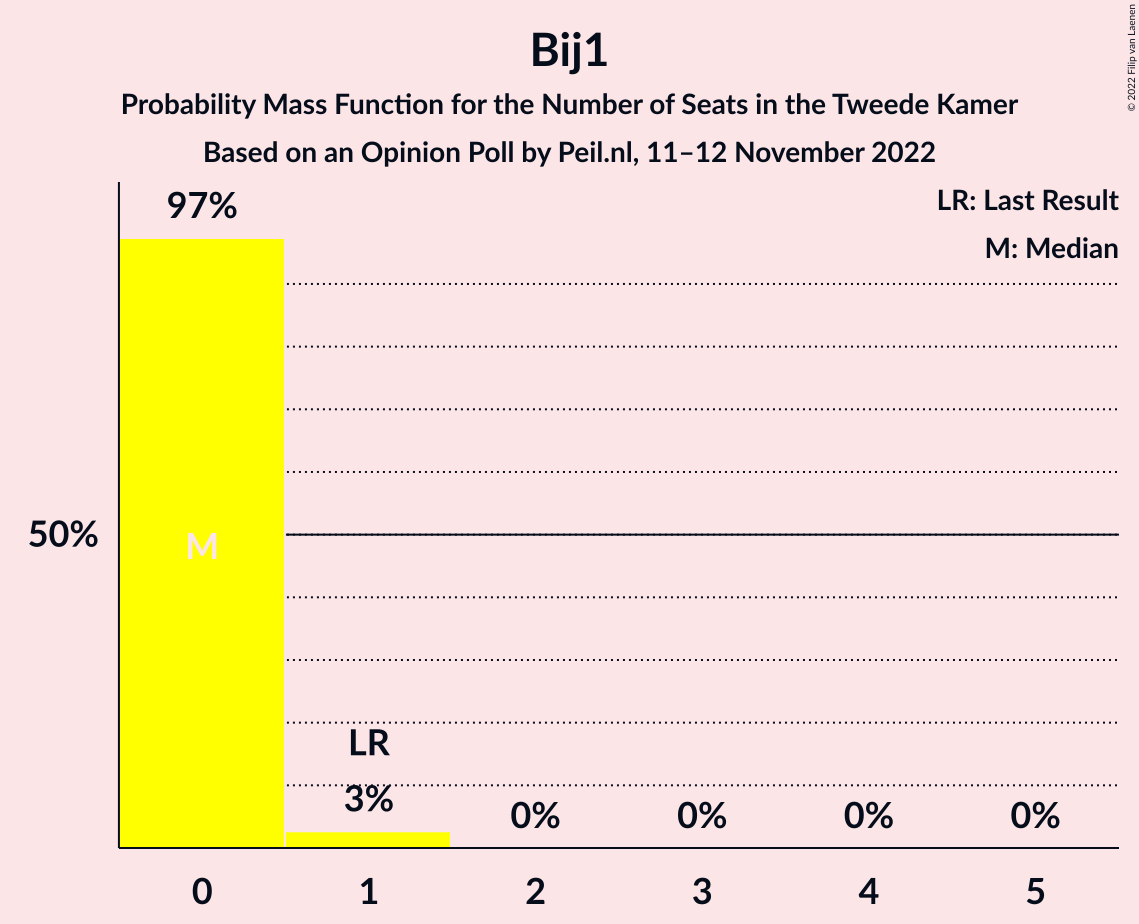 Bij1
Probability Mass Function for the Number of Seats in the Tweede Kamer
Based on an Opinion Poll by Peil.nl, 11–12 November 2022
© 2022 Filip van Laenen
LR: Last Result
M: Median
97%
50%
M
LR
3%
0%
0%
0%
0%
0 1 2 3 4 5